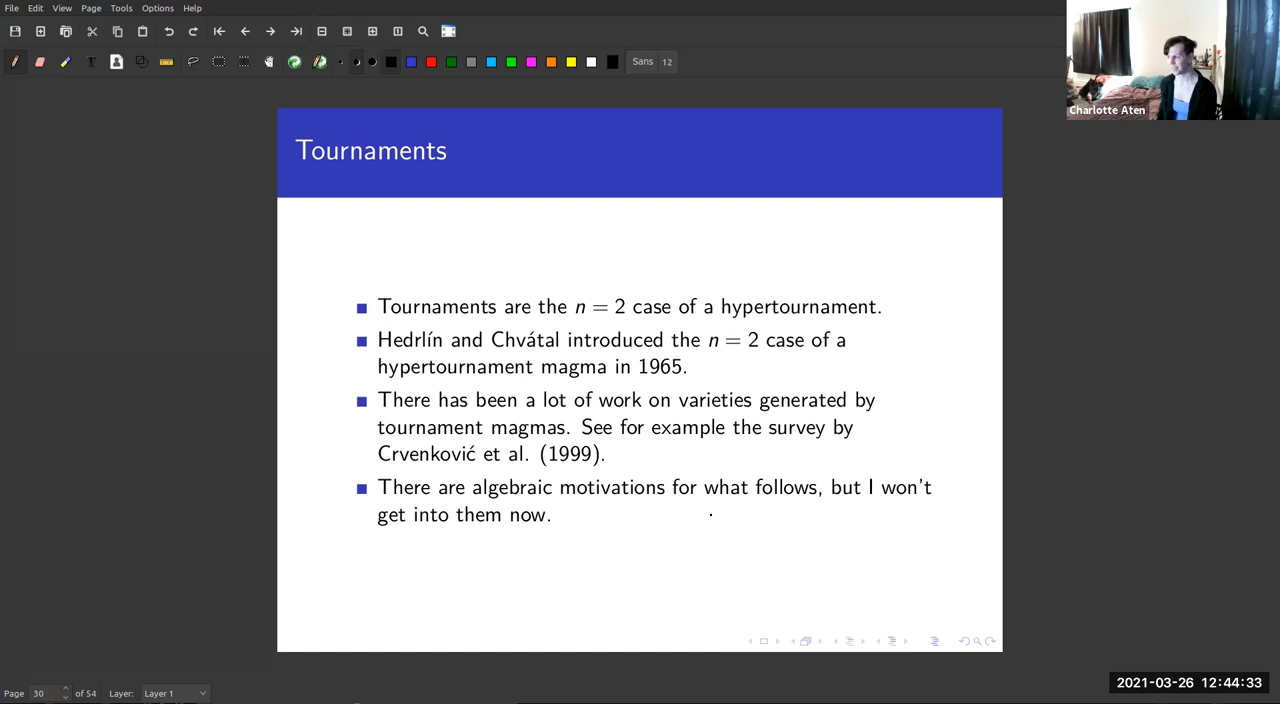 File Edit View Page Tools Options Help
Sans 12
Charlotte Aten
Tournaments
Tournaments are the n = 2 case of a hypertournament.
Hedrlín and Chvátal introduced the n = 2 case of a
hypertournament magma in 1965.
There has been a lot of work on varieties generated by
tournament magmas. See for example the survey by
Crvenković et al. (1999).
There are algebraic motivations for what follows, but I won't
get into them now.
2021-03-26 12:44:33
Page 30 of 54 Layer: Layer 1